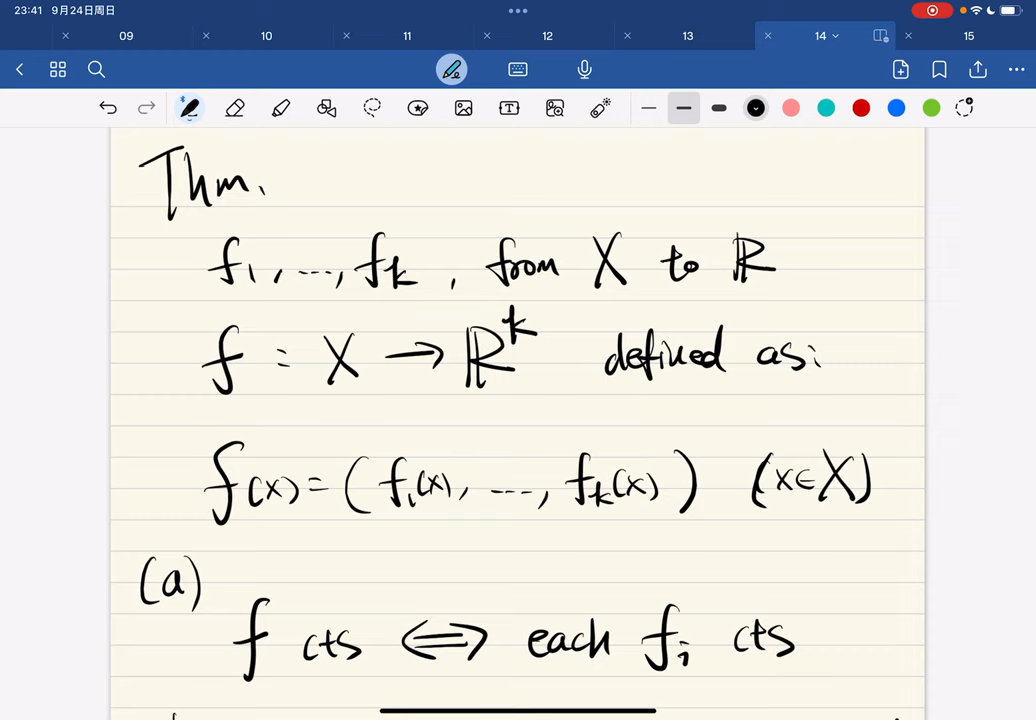 23:41 9月24日周日
09 10 11 12 13 14 15
Thm.
f₁, ..., fₖ, from X to ℝ
f : X → ℝᵏ defined as:
f(x) = (f₁(x), ..., fₖ(x)) (x∈X)
(a)
f cts ⟺ each fᵢ cts